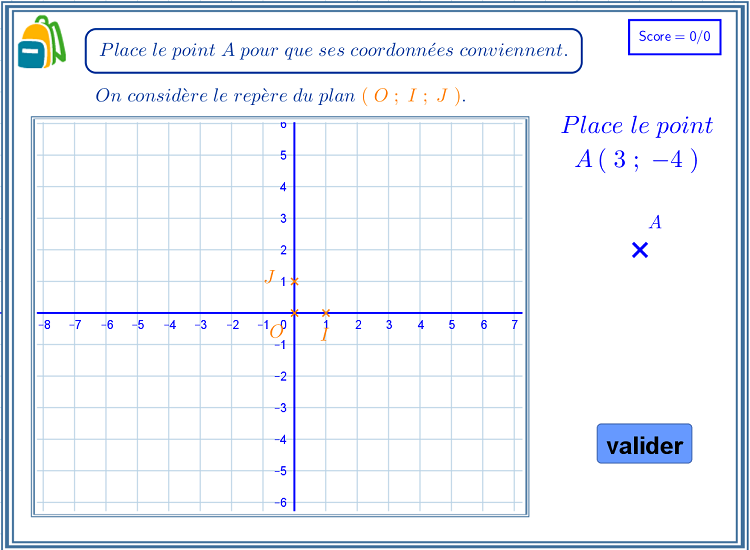 Place le point A pour que ses coordonnées conviennent.
Score = 0/0
On considère le repère du plan ( O ; I ; J ).
Place le point
A ( 3 ; −4 )
A
6
5
4
3
2
J 1
−8 −7 −6 −5 −4 −3 −2 −1 0 1 2 3 4 5 6 7
O I
−1
−2
−3
−4
−5
−6
valider